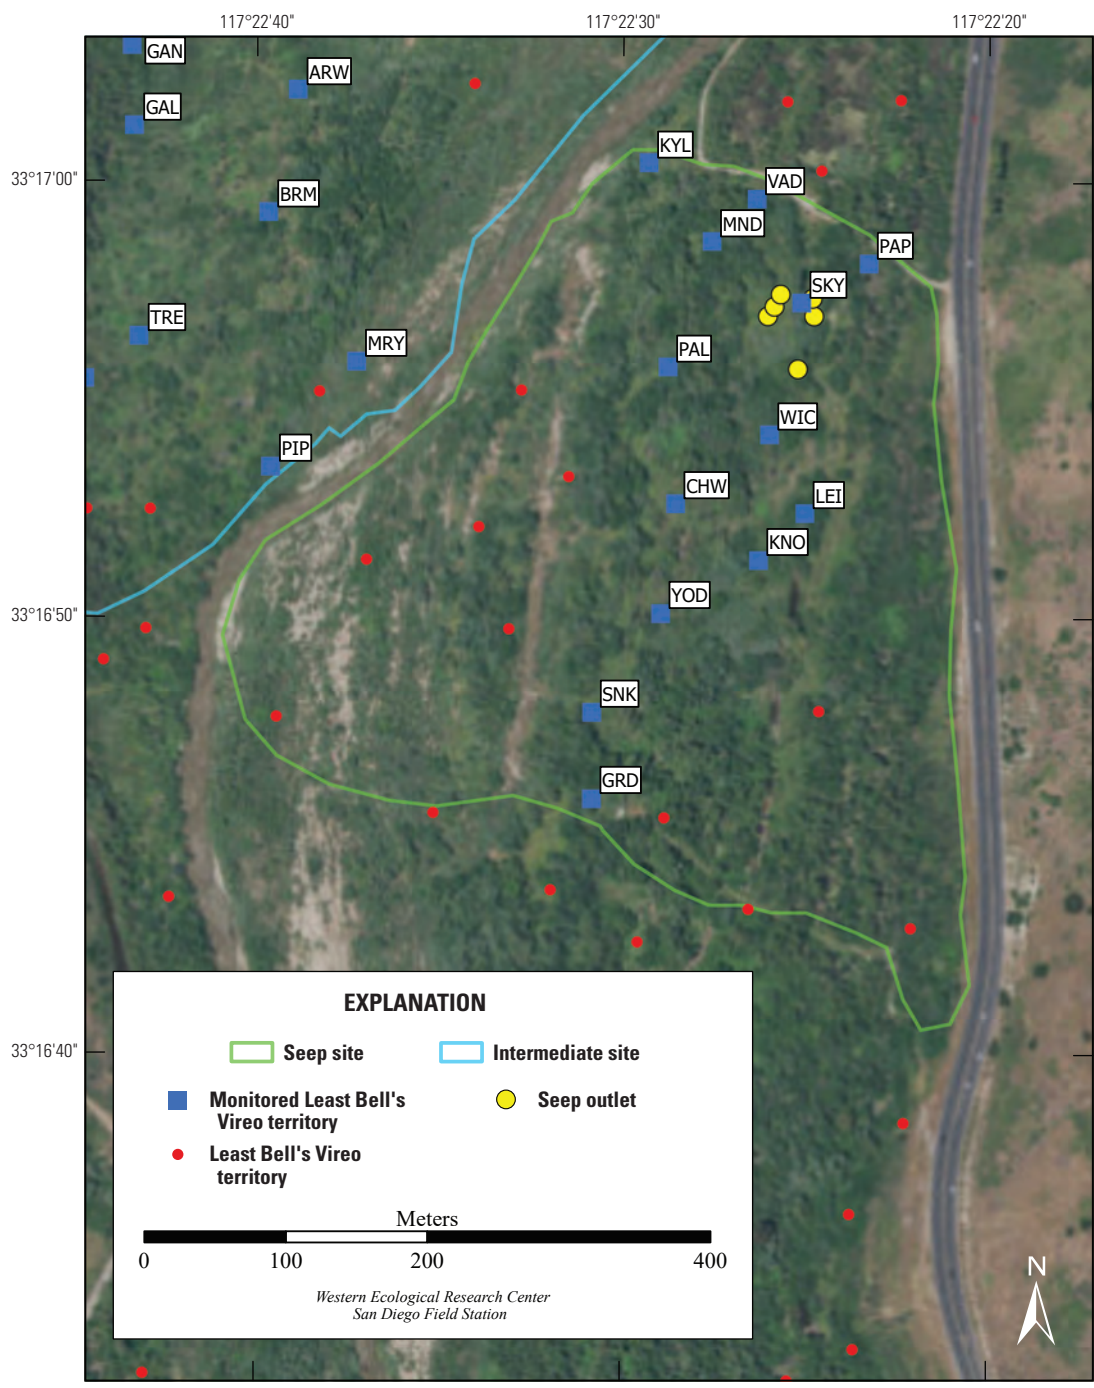 117°22'40"
117°22'30"
117°22'20"
GAN
ARW
GAL
KYL
33°17'00"
VAD
BRM
MND
PAP
SKY
TRE
MRY
PAL
WIC
PIP
CHW
LEI
KNO
YOD
33°16'50"
SNK
GRD
EXPLANATION
Seep site
Intermediate site
33°16'40"
Monitored Least Bell's
Vireo territory
Seep outlet
Least Bell's Vireo
territory
Meters
0 100 200 400
Western Ecological Research Center
San Diego Field Station
N